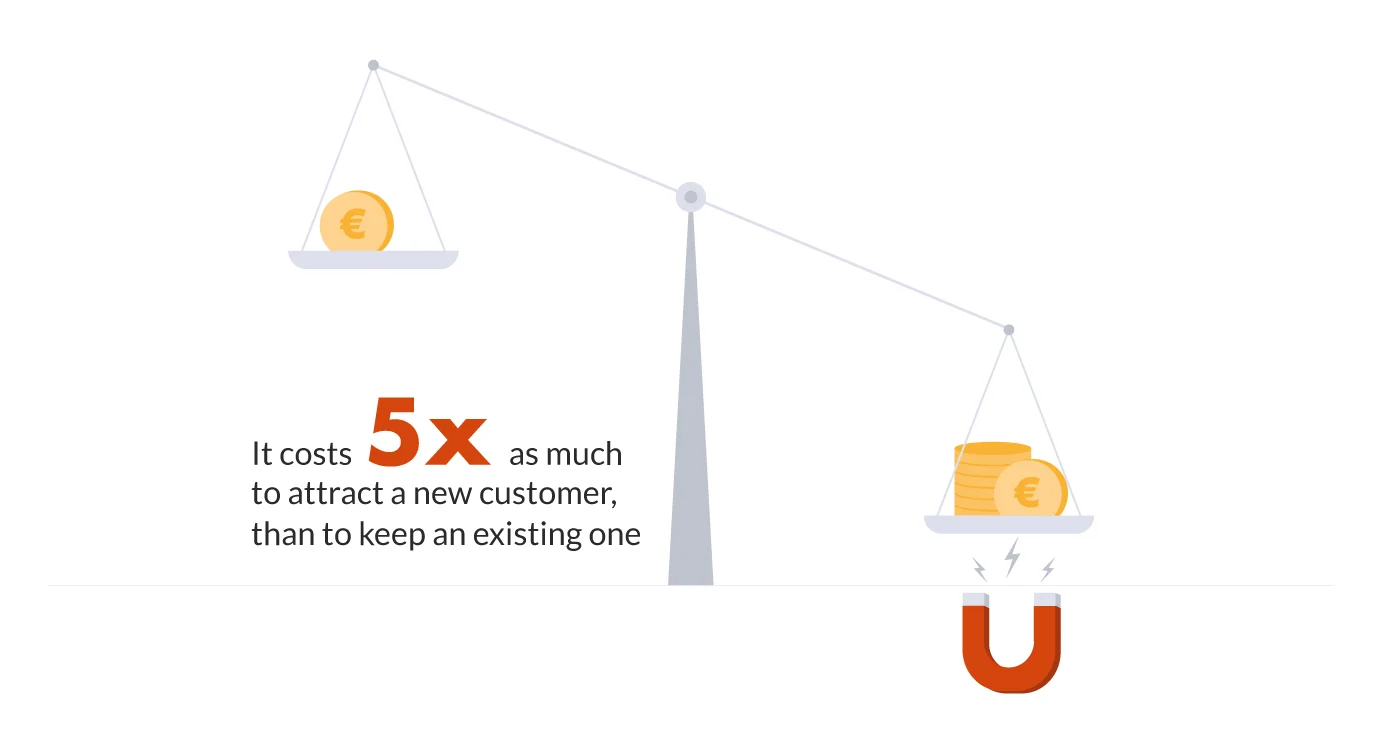 €
It costs 5x as much
to attract a new customer,
than to keep an existing one
€